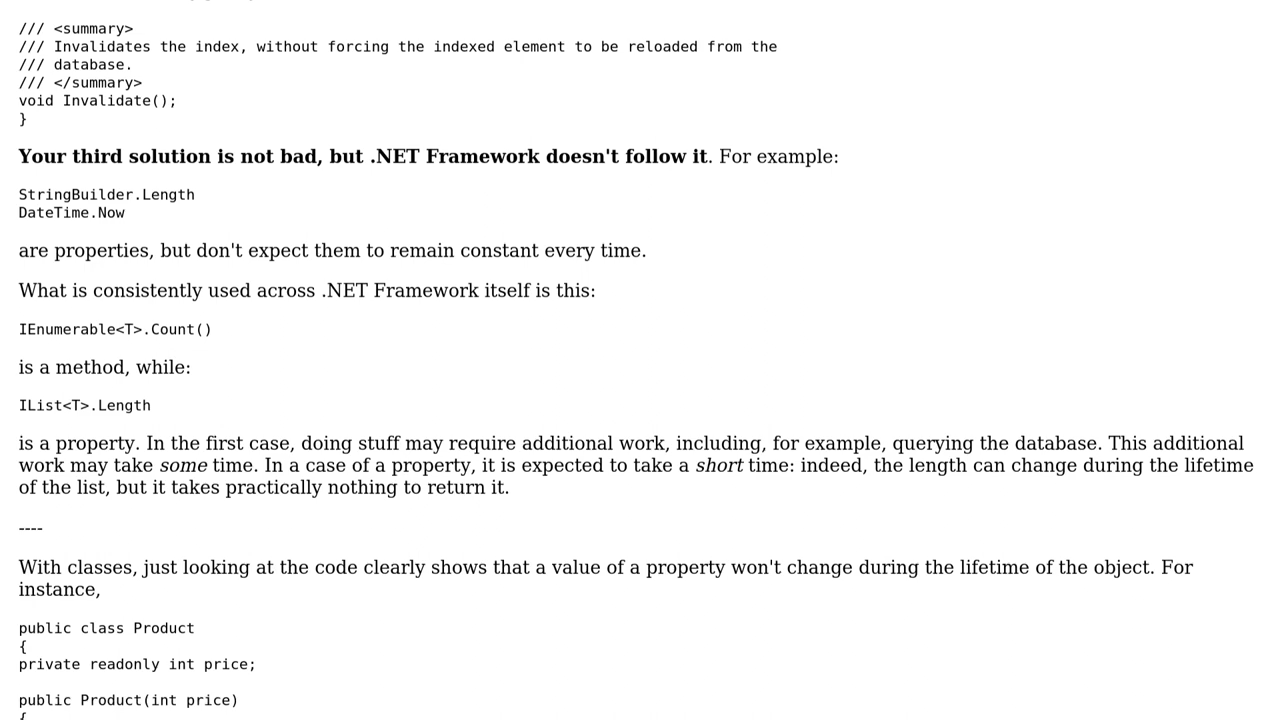 /// <summary>
/// Invalidates the index, without forcing the indexed element to be reloaded from the
/// database.
/// </summary>
void Invalidate();
}
Your third solution is not bad, but .NET Framework doesn't follow it. For example:
StringBuilder.Length
DateTime.Now
are properties, but don't expect them to remain constant every time.
What is consistently used across .NET Framework itself is this:
IEnumerable<T>.Count()
is a method, while:
IList<T>.Length
is a property. In the first case, doing stuff may require additional work, including, for example, querying the database. This additional
work may take some time. In a case of a property, it is expected to take a short time: indeed, the length can change during the lifetime
of the list, but it takes practically nothing to return it.
----
With classes, just looking at the code clearly shows that a value of a property won't change during the lifetime of the object. For
instance,
public class Product
{
private readonly int price;
public Product(int price)
{